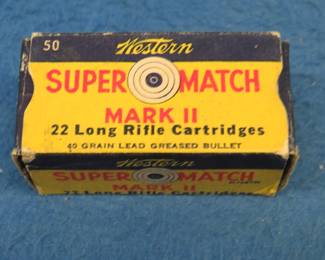 50 Western
SUPER MATCH
MARK II
22 Long Rifle Cartridges
40 GRAIN LEAD GREASED BULLET
Western
SUPER MATCH
MARK II
22 Long Rifle Cartridges